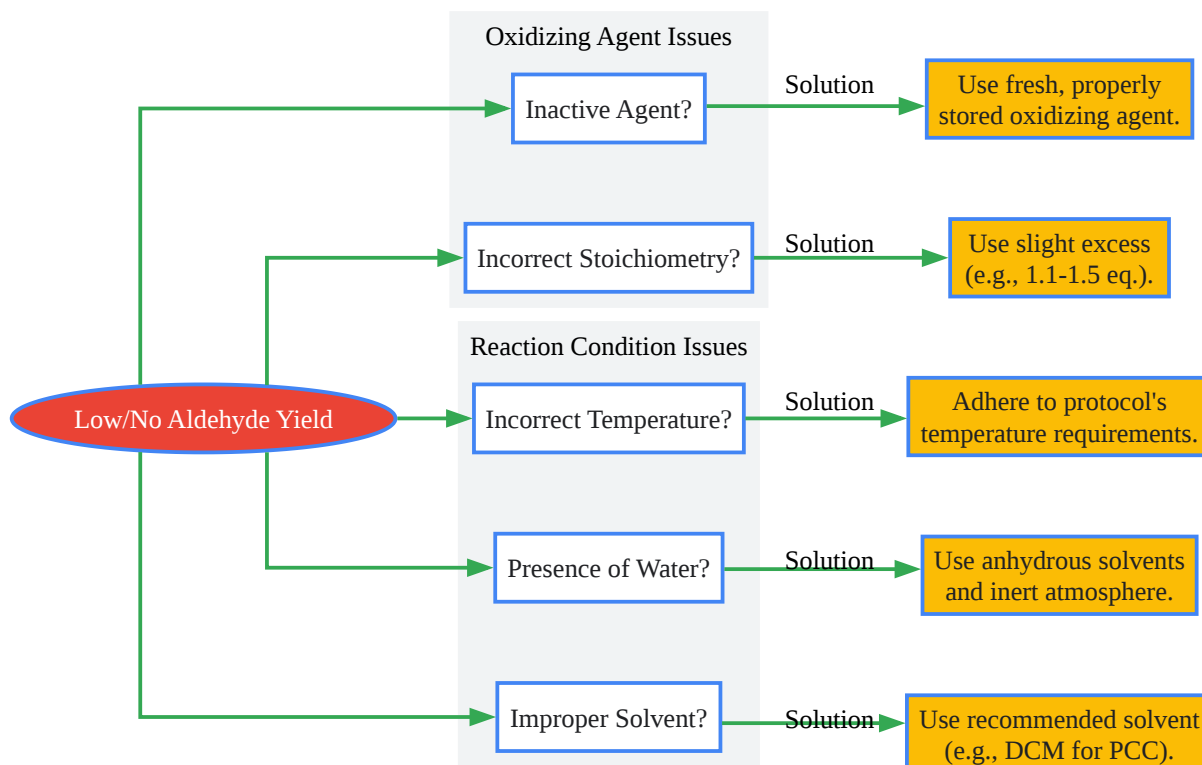 Oxidizing Agent Issues
Inactive Agent?
Solution
Use fresh, properly
stored oxidizing agent.
Incorrect Stoichiometry?
Solution
Use slight excess
(e.g., 1.1-1.5 eq.).
Reaction Condition Issues
Low/No Aldehyde Yield
Incorrect Temperature?
Solution
Adhere to protocol's
temperature requirements.
Presence of Water?
Solution
Use anhydrous solvents
and inert atmosphere.
Improper Solvent?
Solution
Use recommended solvent
(e.g., DCM for PCC).